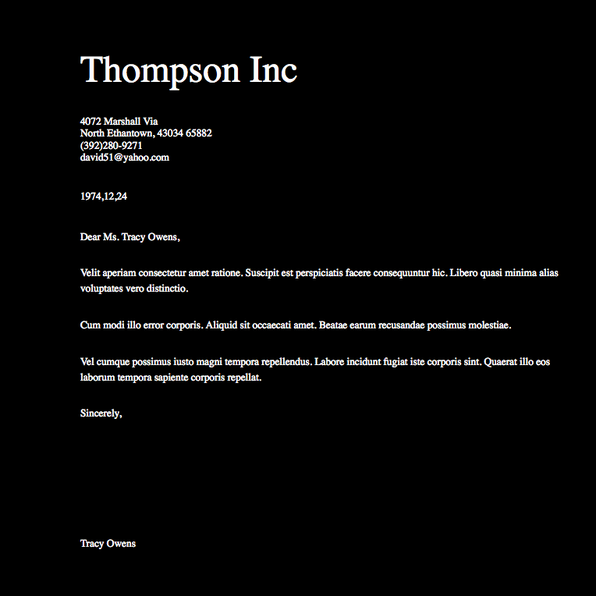 Thompson Inc
4072 Marshall Via
North Ethantown, 43034 65882
(392)280-9271
david51@yahoo.com
1974,12,24
Dear Ms. Tracy Owens,
Velit aperiam consectetur amet ratione. Suscipit est perspiciatis facere consequuntur hic. Libero quasi minima alias
voluptates vero distinctio.
Cum modi illo error corporis. Aliquid sit occaecati amet. Beatae earum recusandae possimus molestiae.
Vel cumque possimus iusto magni tempora repellendus. Labore incidunt fugiat iste corporis sint. Quaerat illo eos
laborum tempora sapiente corporis repellat.
Sincerely,
Tracy Owens